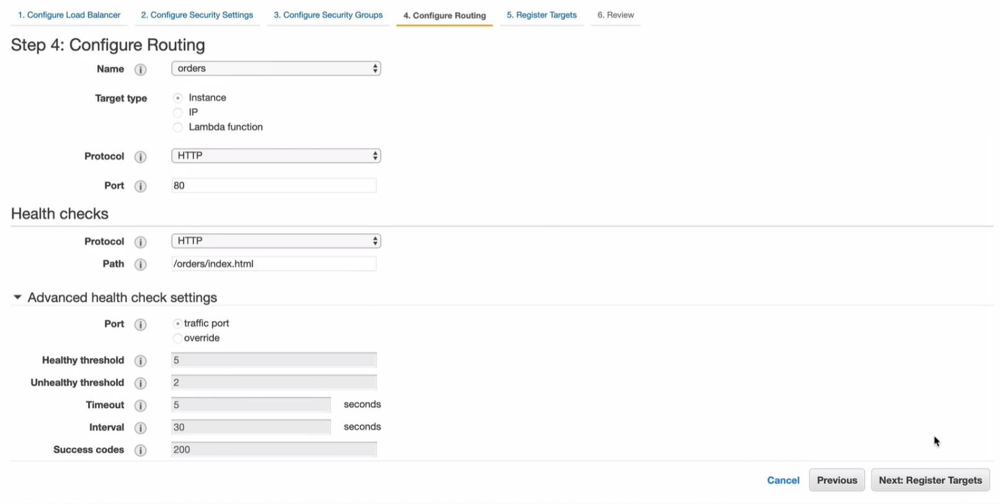 1. Configure Load Balancer 2. Configure Security Settings 3. Configure Security Groups 4. Configure Routing 5. Register Targets 6. Review
Step 4: Configure Routing
Name i orders
Target type Instance
IP
Lambda function
Protocol i HTTP
Port i 80
Health checks
Protocol i HTTP
Path i /orders/index.html
Advanced health check settings
Port i traffic port
override
Healthy threshold i 5
Unhealthy threshold i 2
Timeout i 5 seconds
Interval i 30 seconds
Success codes i 200
Cancel Previous Next: Register Targets